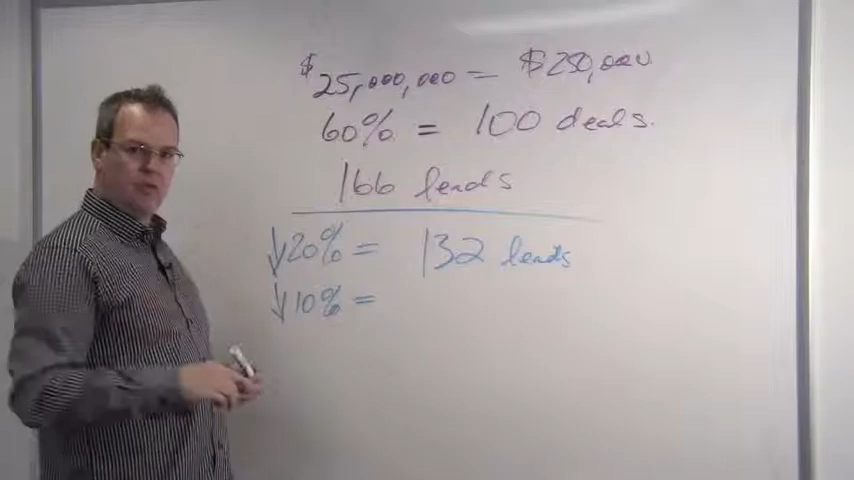 $25,000,000 = $250,000
60% = 100 deals.
166 leads
↓20% = 132 leads
↓10% =